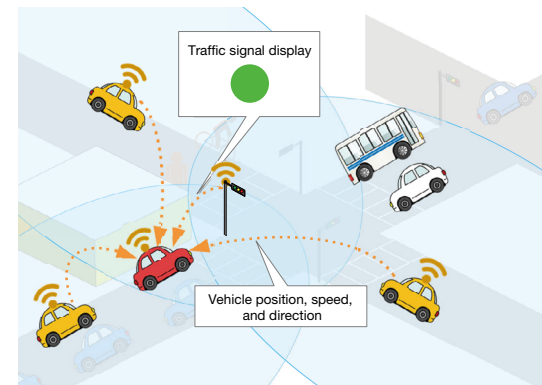 Traffic signal display
Vehicle position, speed,
and direction